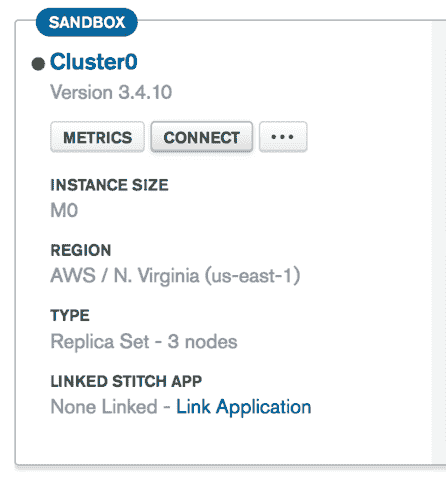 SANDBOX
Cluster0
Version 3.4.10
METRICS CONNECT ...
INSTANCE SIZE
M0
REGION
AWS / N. Virginia (us-east-1)
TYPE
Replica Set - 3 nodes
LINKED STITCH APP
None Linked - Link Application